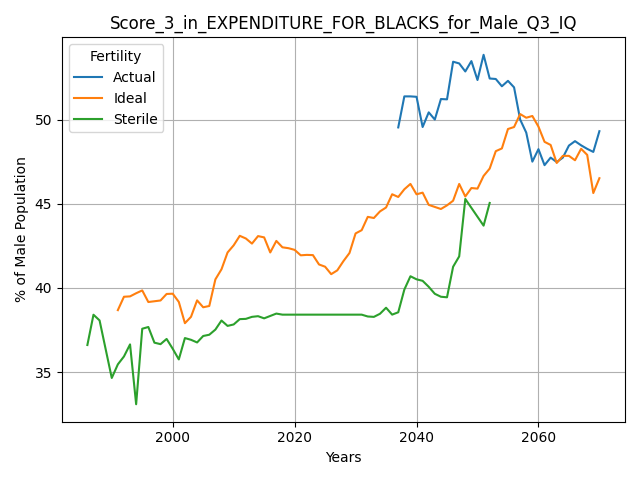 Score_3_in_EXPENDITURE_FOR_BLACKS_for_Male_Q3_IQ
Fertility
Actual
Ideal
Sterile
% of Male Population
50
45
40
35
2000
2020
2040
2060
Years